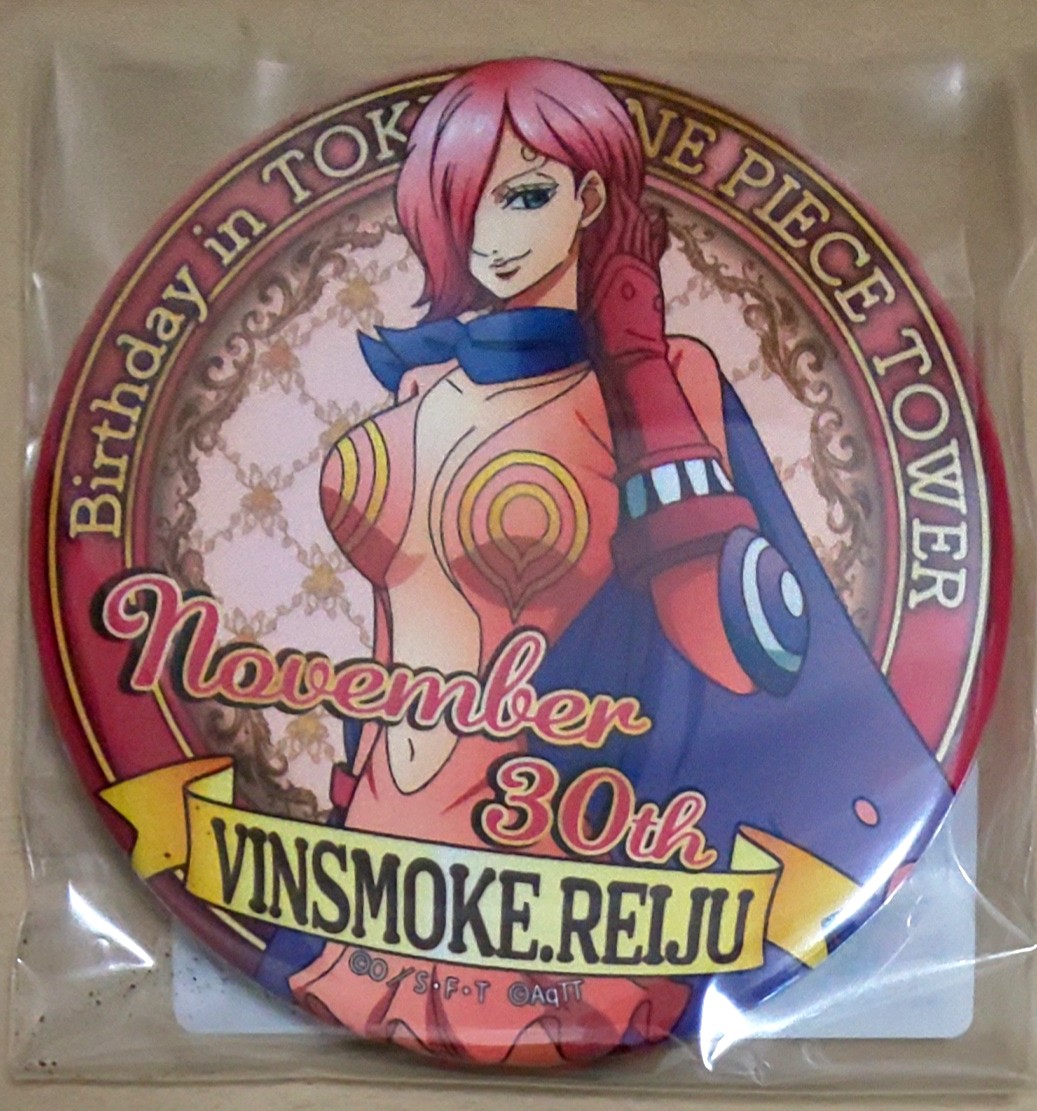 Birthday in TOK NE PIECE TOWER
November
30th
VINSMOKE.REIJU
©O/S・F・T ©AqTT